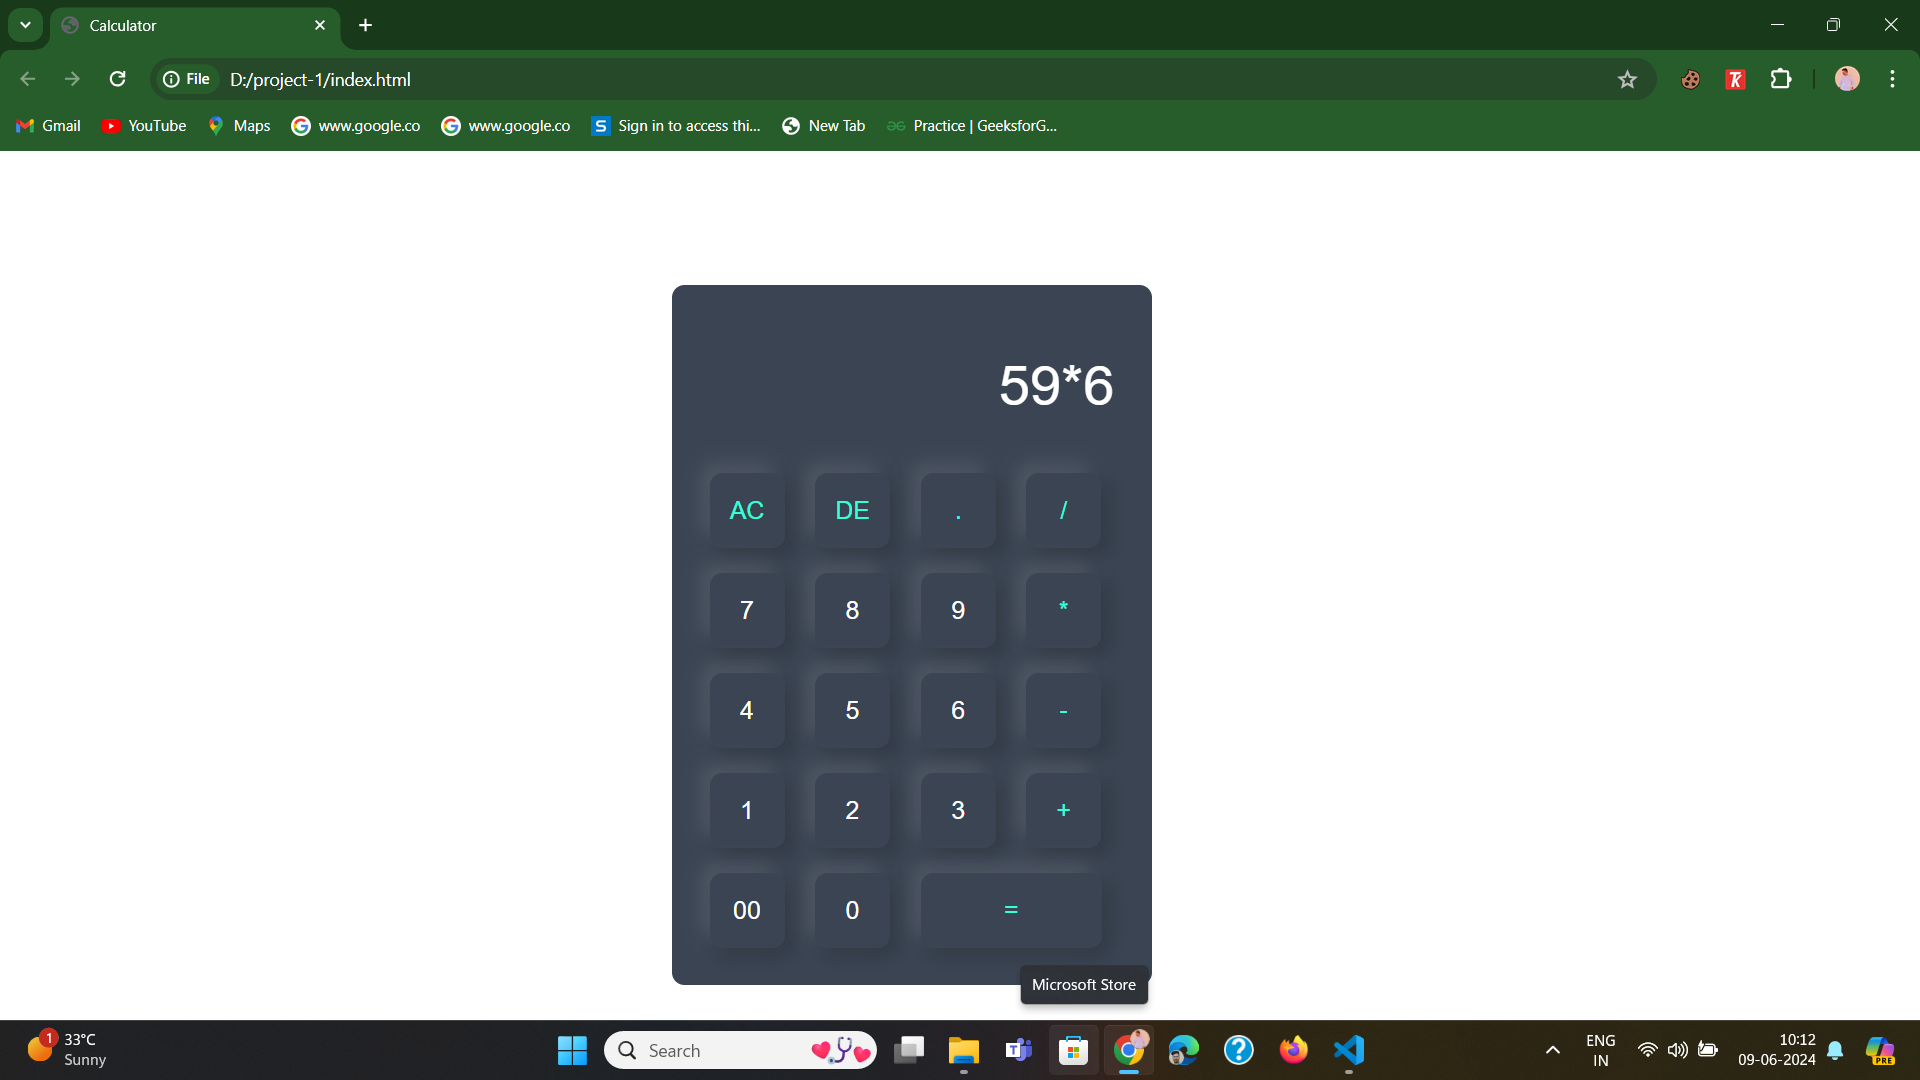 Calculator
File D:/project-1/index.html
Gmail YouTube Maps www.google.co www.google.co Sign in to access thi... New Tab Practice | GeeksforG...
59*6
AC DE . /
7 8 9 *
4 5 6 -
1 2 3 +
00 0 =
Microsoft Store
1 33°C
Sunny
Search
ENG
IN
10:12
09-06-2024
PRE